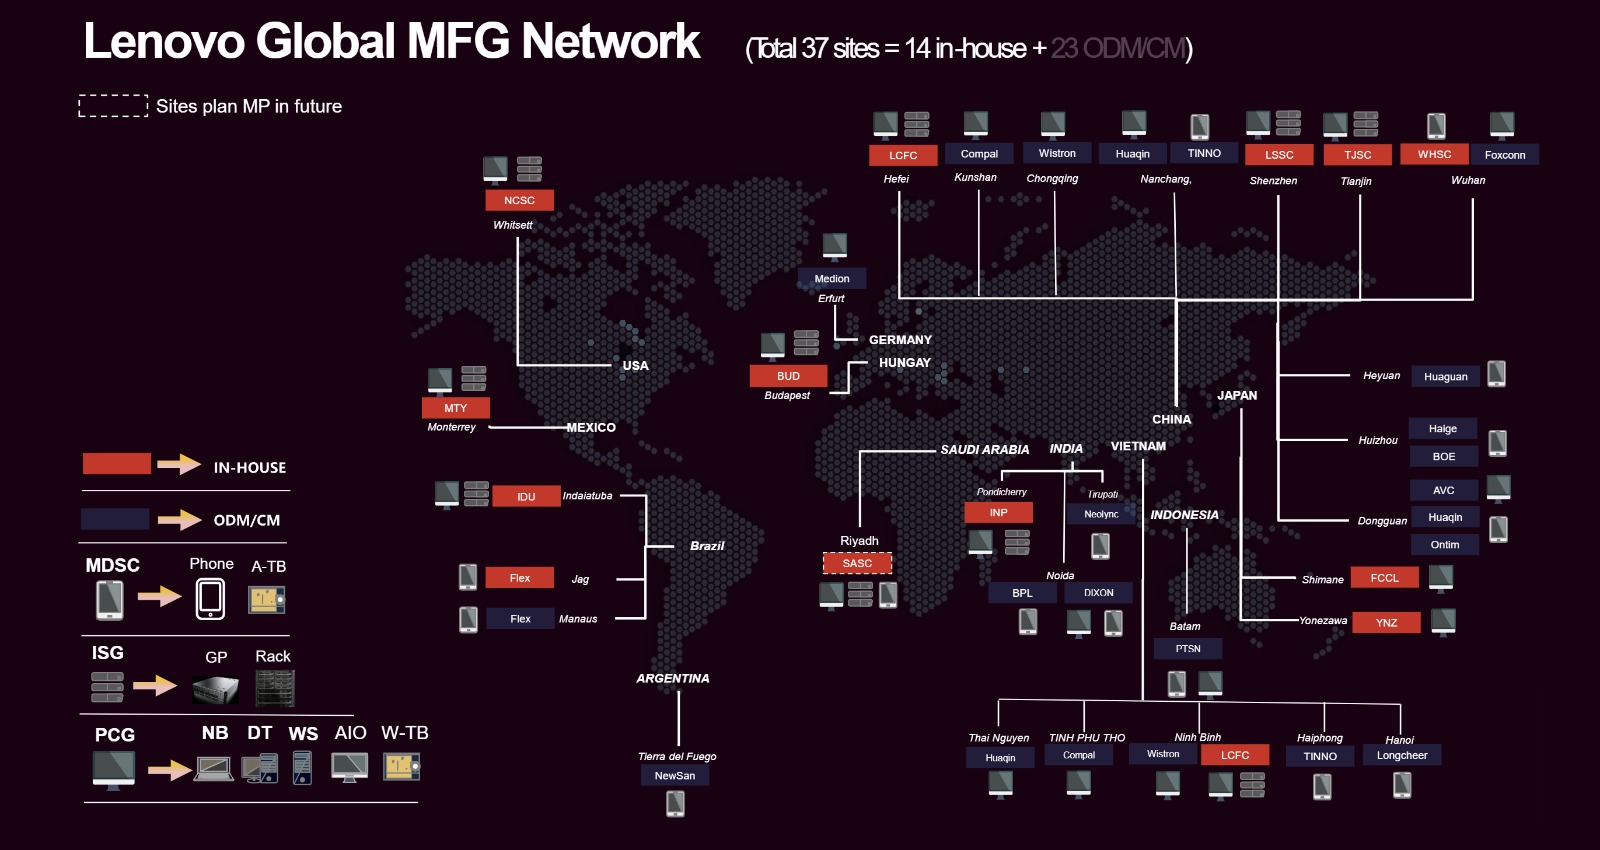 Lenovo Global MFG Network (Total 37 sites = 14 in-house + 23 ODM/CM)
Sites plan MP in future
LCFC
Hefei
Compal
Kunshan
Wistron
Chongqing
Huaqin
TINNO
Nanchang,
LSSC
Shenzhen
TJSC
Tianjin
WHSC
Foxconn
Wuhan
NCSC
Whitsett
USA
Medion
Erfurt
GERMANY
HUNGAY
BUD
Budapest
MTY
Monterrey
MEXICO
CHINA
JAPAN
Heyuan
Huaguan
Huizhou
Haige
BOE
AVC
Dongguan
Huaqin
Ontim
Shimane
FCCL
Yonezawa
YNZ
SAUDI ARABIA
INDIA
VIETNAM
INDONESIA
Pondicherry
INP
Tirupati
Neolync
Riyadh
SASC
Noida
BPL
DIXON
Batam
PTSN
IDU
Indaiatuba
Brazil
Flex
Jag
Flex
Manaus
ARGENTINA
Tierra del Fuego
NewSan
Thai Nguyen
Huaqin
TINH PHU THO
Compal
Ninh Binh
Wistron
LCFC
Haiphong
TINNO
Hanoi
Longcheer
IN-HOUSE
ODM/CM
MDSC
Phone
A-TB
ISG
GP
Rack
PCG
NB
DT
WS
AIO
W-TB